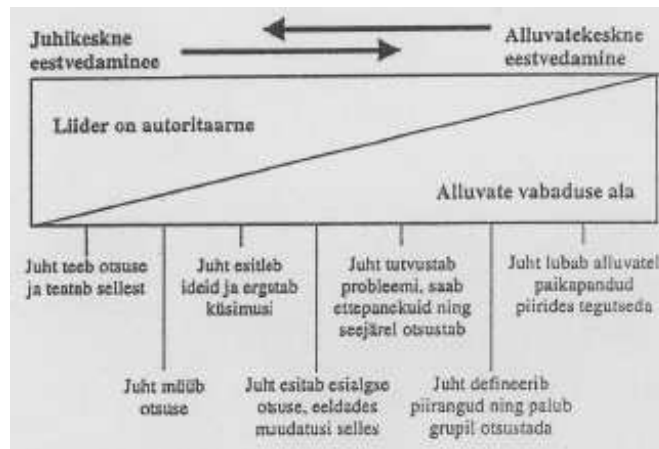 Juhikeskne
eestvedaminee
Alluvatekeskne
eestvedamine
Liider on autoritaarne
Alluvate vabaduse ala
Juht teeb otsuse
ja teatab sellest
Juht esitleb
ideid ja ergutab
küsimusi
Juht tutvustab
probleemi, saab
ettepanekuid ning
seejärel otsustab
Juht lubab alluvatel
paikapandud
piirides tegutseda
Juht müüb
otsuse
Juht esitab esialgse
otsuse, eeldades
muudatusi selles
Juht defineerib
piirangud ning palub
grupil otsustada